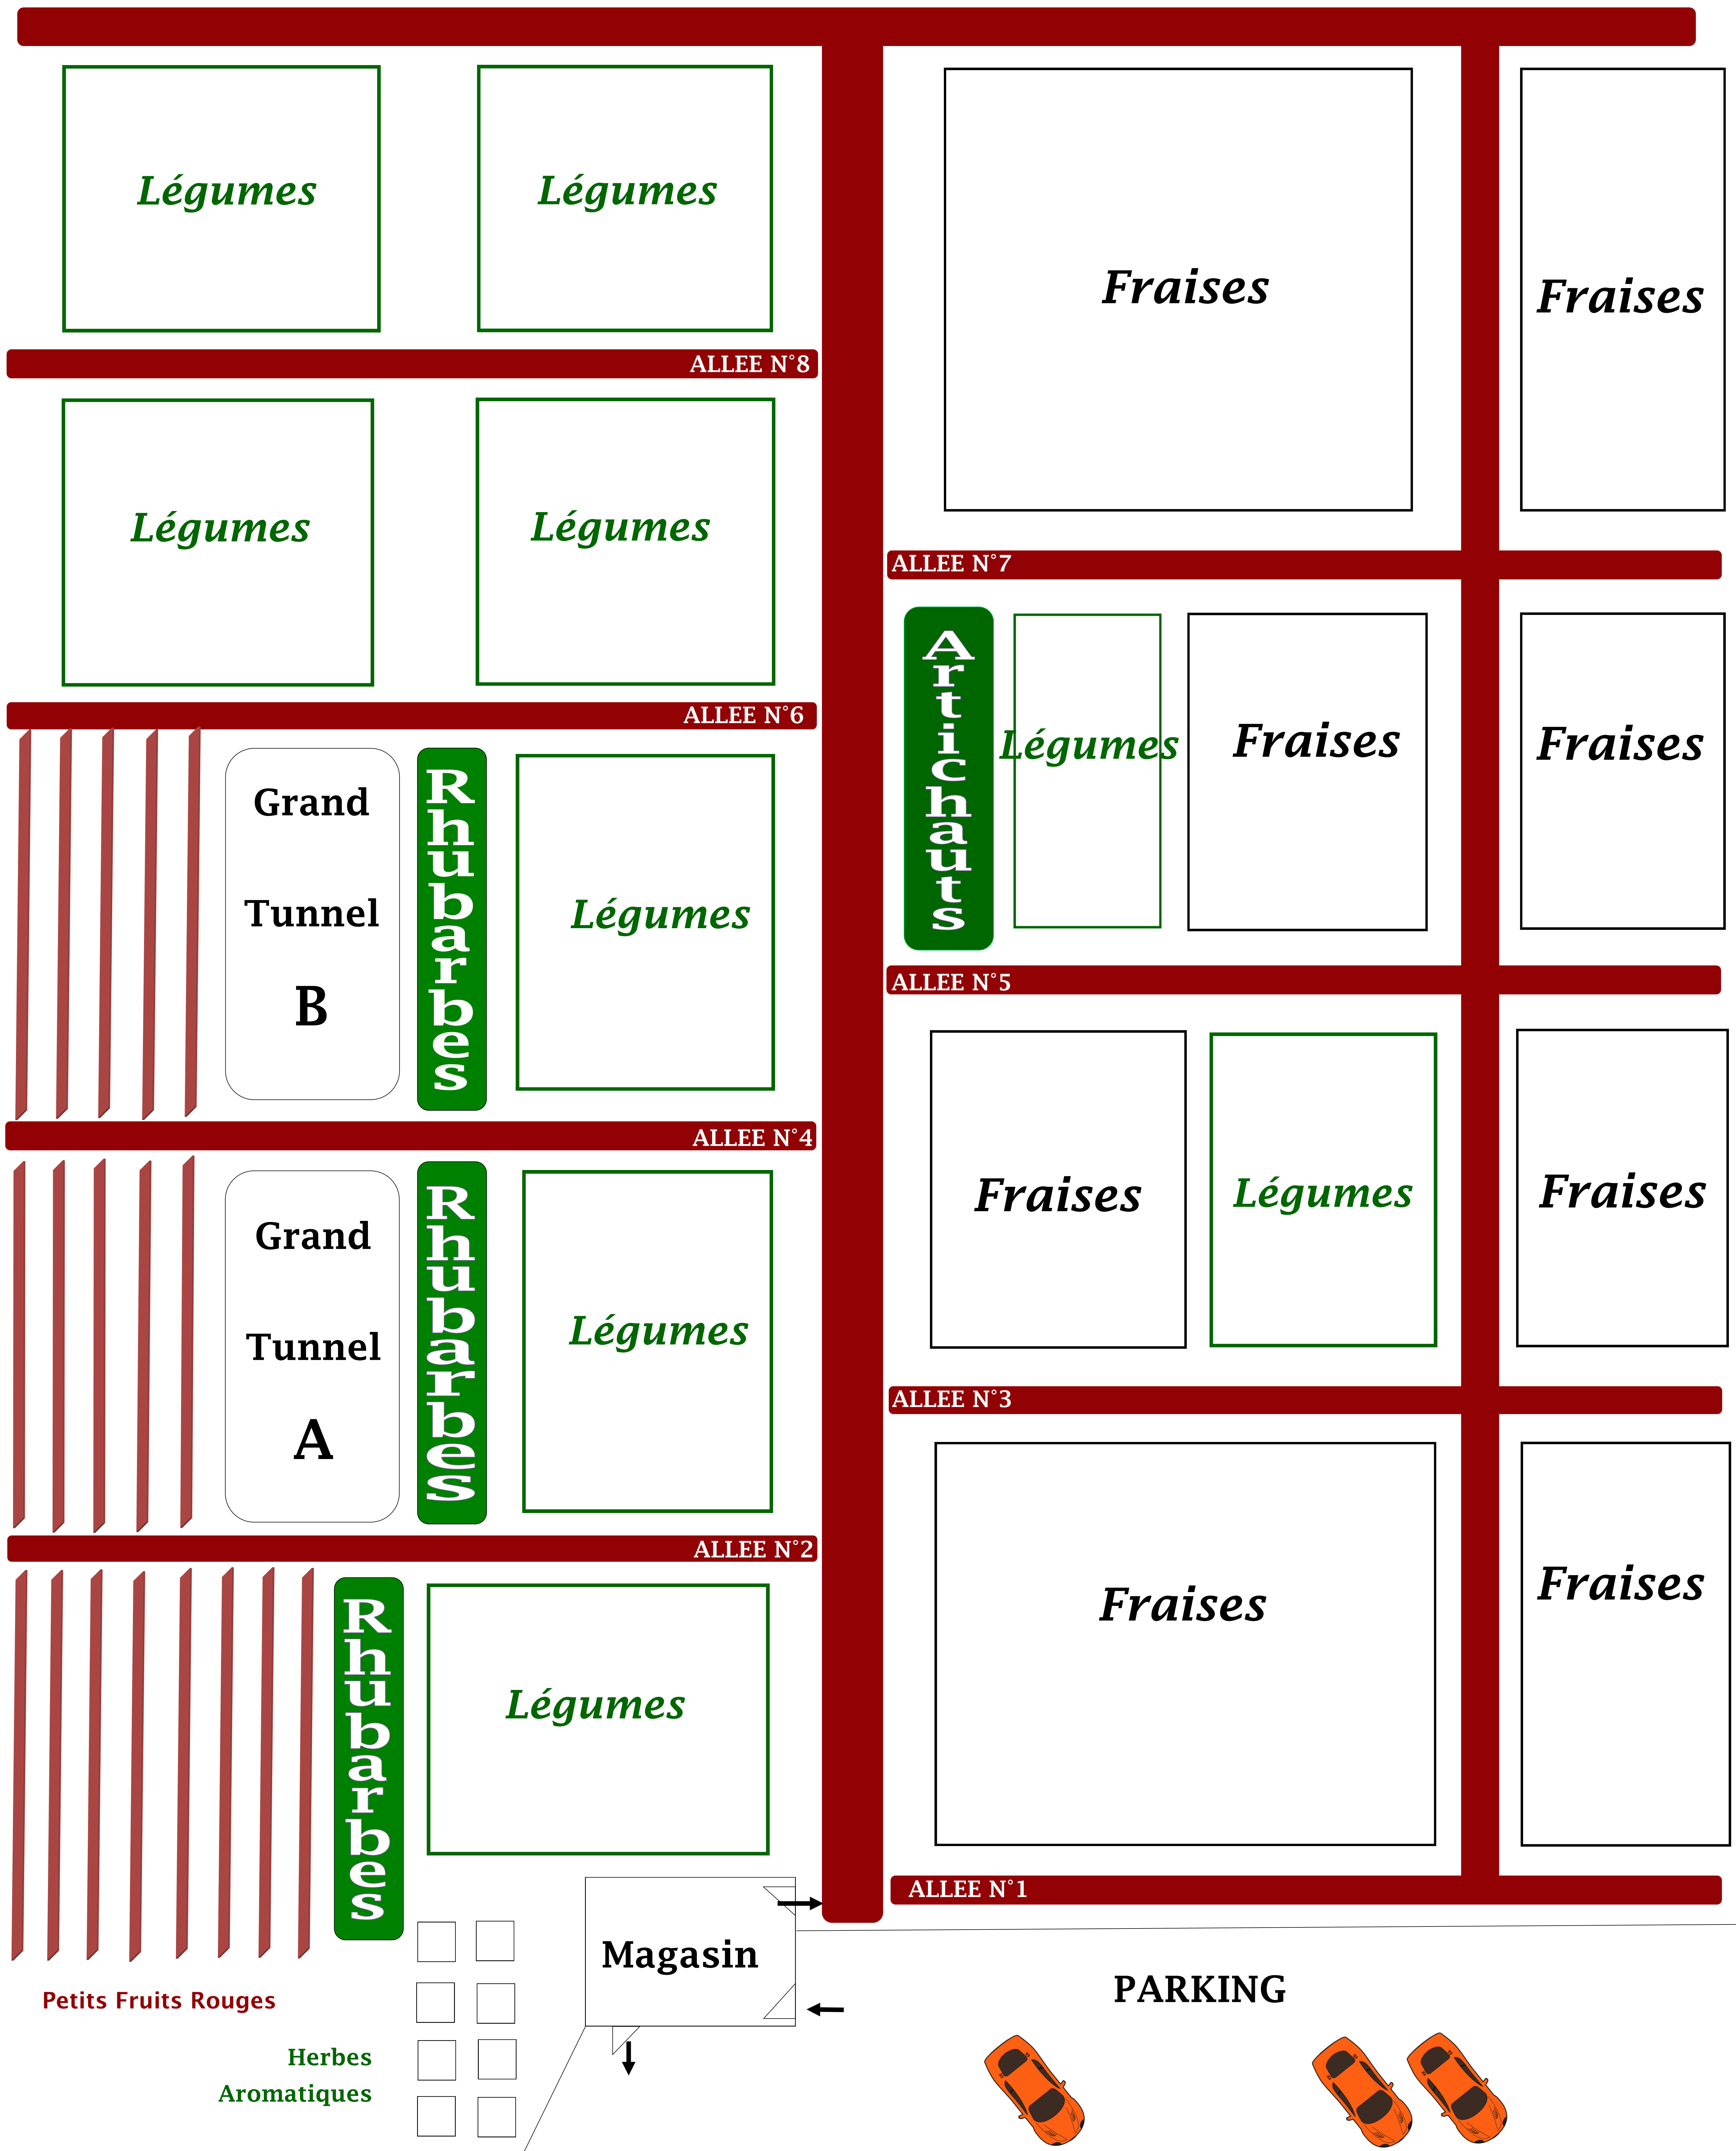 Légumes
Légumes
Fraises
Fraises
ALLEE N°8
Légumes
Légumes
ALLEE N°7
ALLEE N°6
Artichauts
Légumes
Fraises
Fraises
Grand
Tunnel
B
Rhubarbes
Légumes
ALLEE N°5
ALLEE N°4
Fraises
Légumes
Fraises
Grand
Tunnel
A
Rhubarbes
Légumes
ALLEE N°3
ALLEE N°2
Rhubarbes
Légumes
Fraises
Fraises
ALLEE N°1
Magasin
PARKING
Petits Fruits Rouges
Herbes
Aromatiques